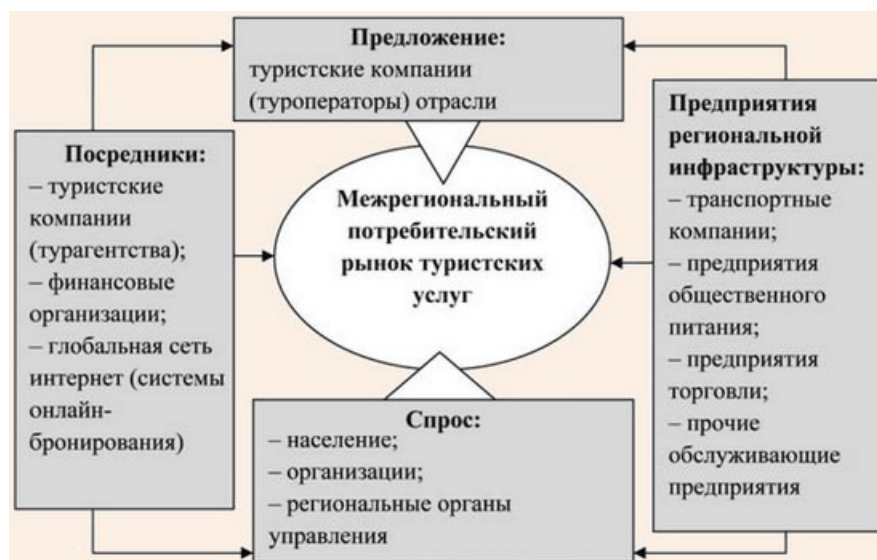 Предложение:
туристские компании
(туроператоры) отрасли
Посредники:
– туристские
компании
(турагентства);
– финансовые
организации;
– глобальная сеть
интернет (системы
онлайн-
бронирования)
Межрегиональный
потребительский
рынок туристских
услуг
Предприятия
региональной
инфраструктуры:
– транспортные
компании;
– предприятия
общественного
питания;
– предприятия
торговли;
– прочие
обслуживающие
предприятия
Спрос:
– население;
– организации;
– региональные органы
управления